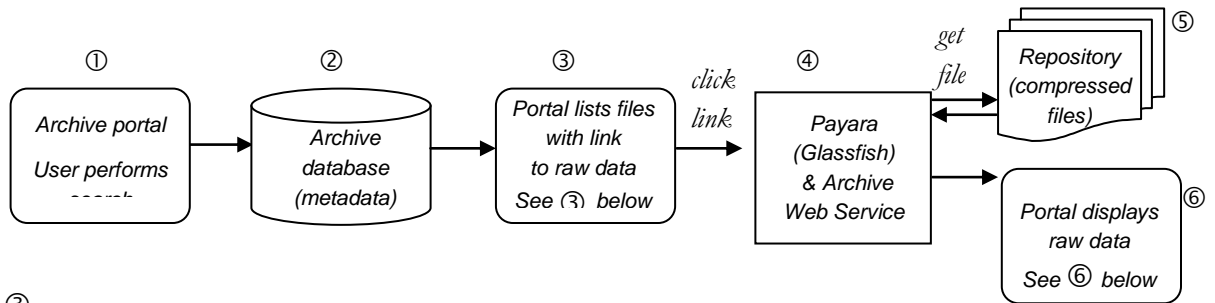 ①
Archive portal
User performs
②
Archive
database
(metadata)
③
Portal lists files
with link
to raw data
See ③ below
click
link
④
Payara
(Glassfish)
& Archive
Web Service
get
file
⑤
Repository
(compressed
files)
⑥
Portal displays
raw data
See ⑥ below